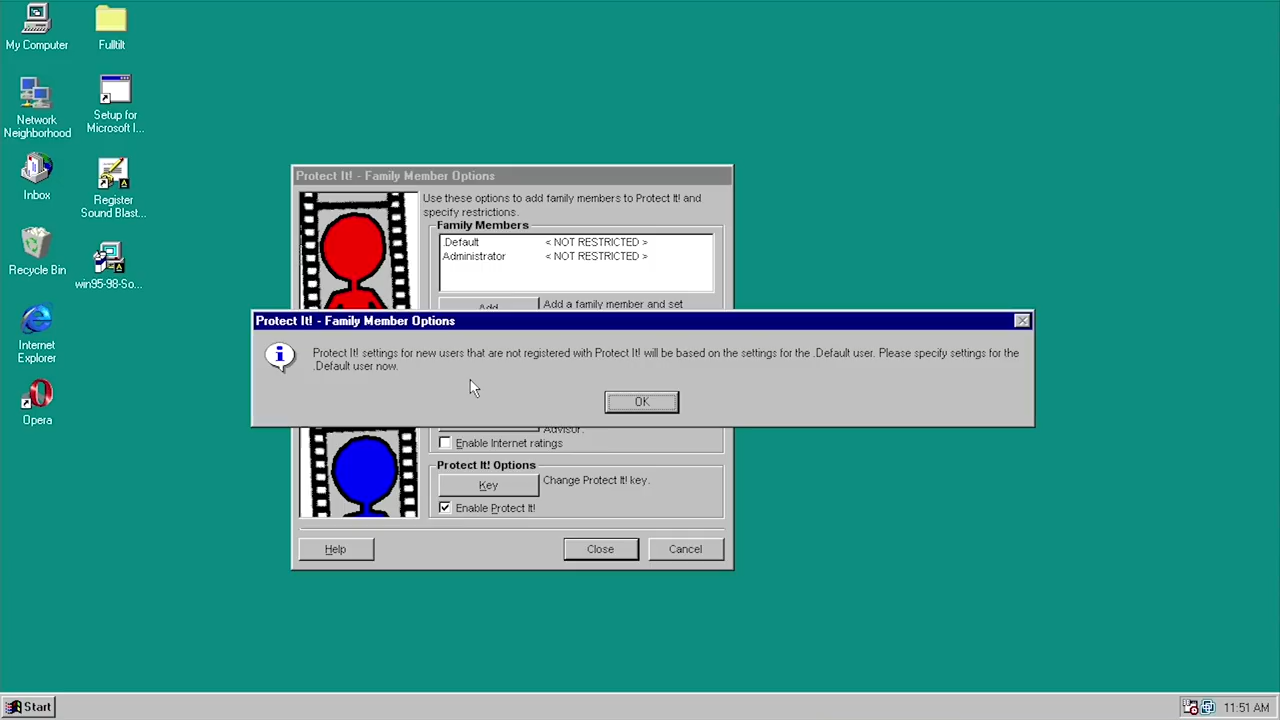 My Computer
Fulltilt
Network
Neighborhood
Setup for
Microsoft I...
Inbox
Register
Sound Blast...
Recycle Bin
win95-98-So...
Internet
Explorer
Opera
Protect It! - Family Member Options
Use these options to add family members to Protect It! and
specify restrictions.
Family Members
.Default < NOT RESTRICTED >
Administrator < NOT RESTRICTED >
Add Add a family member and set
Protect It! - Family Member Options
Protect It! settings for new users that are not registered with Protect It! will be based on the settings for the .Default user. Please specify settings for the
.Default user now.
OK
Advisor.
Enable Internet ratings
Protect It! Options
Key Change Protect It! key.
Enable Protect It!
Help Close Cancel
Start 11:51 AM